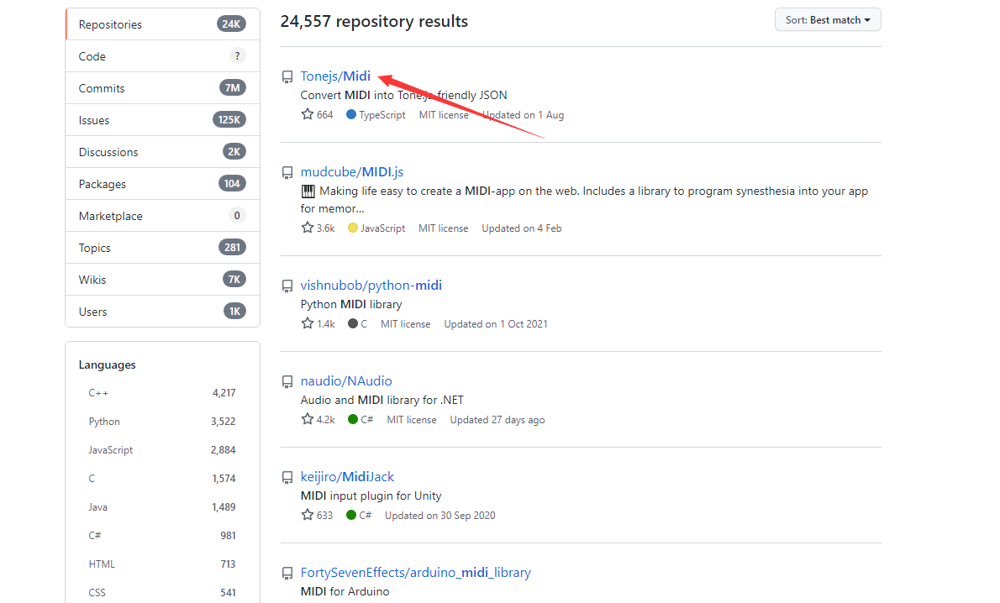 Repositories 24K
Code ?
Commits 7M
Issues 125K
Discussions 2K
Packages 104
Marketplace 0
Topics 281
Wikis 7K
Users 1K
Languages
C++ 4,217
Python 3,522
JavaScript 2,884
C 1,574
Java 1,489
C# 981
HTML 713
CSS 541
24,557 repository results
Sort: Best match
Tonejs/Midi
Convert MIDI into Tone.js-friendly JSON
664 TypeScript MIT license Updated on 1 Aug
mudcube/MIDI.js
🎹 Making life easy to create a MIDI-app on the web. Includes a library to program synesthesia into your app
for memor...
3.6k JavaScript MIT license Updated on 4 Feb
vishnubob/python-midi
Python MIDI library
1.4k C MIT license Updated on 1 Oct 2021
naudio/NAudio
Audio and MIDI library for .NET
4.2k C# MIT license Updated 27 days ago
keijiro/MidiJack
MIDI input plugin for Unity
633 C# Updated on 30 Sep 2020
FortySevenEffects/arduino_midi_library
MIDI for Arduino